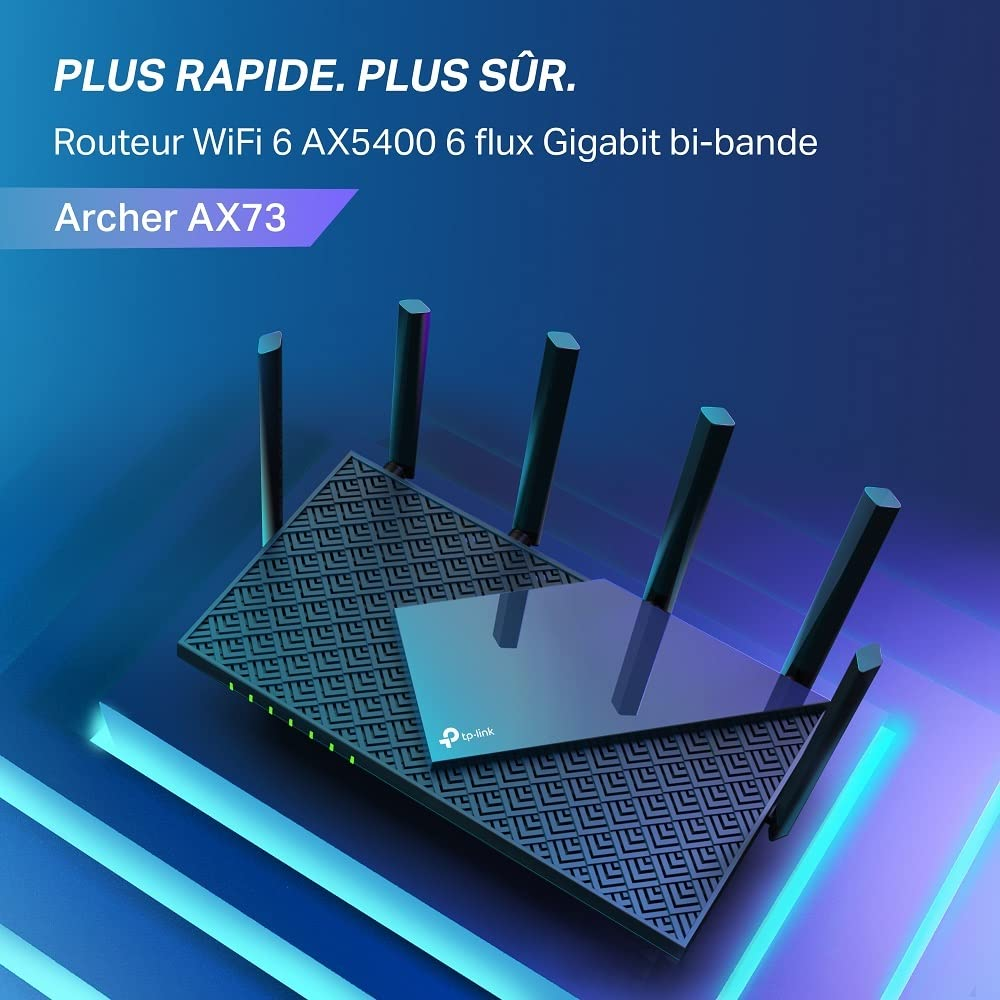 PLUS RAPIDE. PLUS SÛR.
Routeur WiFi 6 AX5400 6 flux Gigabit bi-bande
Archer AX73
tp-link